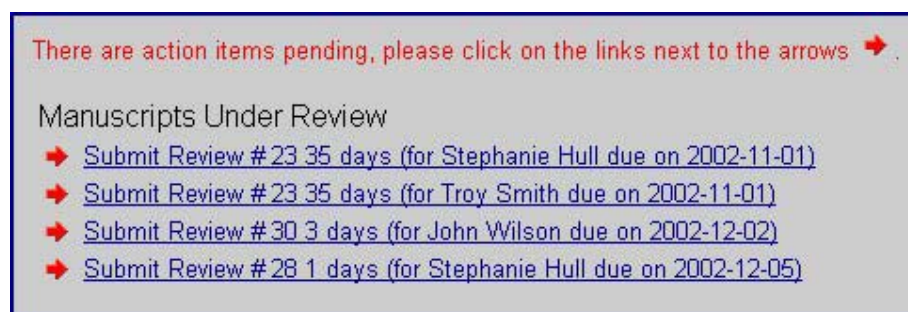 There are action items pending, please click on the links next to the arrows .
Manuscripts Under Review
Submit Review #23 35 days (for Stephanie Hull due on 2002-11-01)
Submit Review #23 35 days (for Troy Smith due on 2002-11-01)
Submit Review #30 3 days (for John Wilson due on 2002-12-02)
Submit Review #28 1 days (for Stephanie Hull due on 2002-12-05)